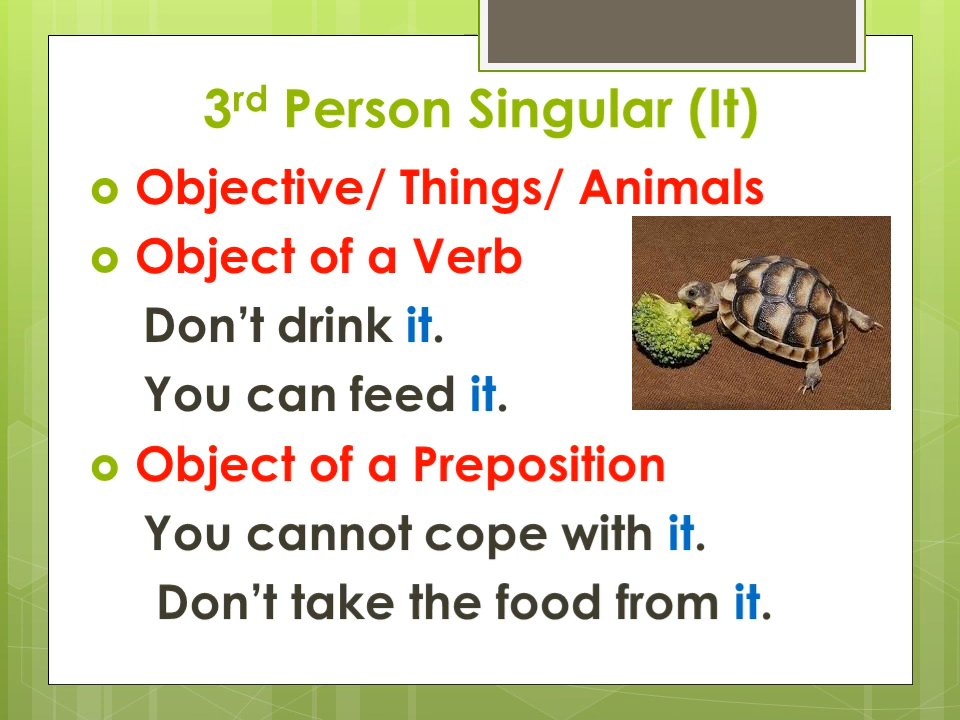 3rd Person Singular (It)
Objective/ Things/ Animals
Object of a Verb
Don’t drink it.
You can feed it.
Object of a Preposition
You cannot cope with it.
Don’t take the food from it.